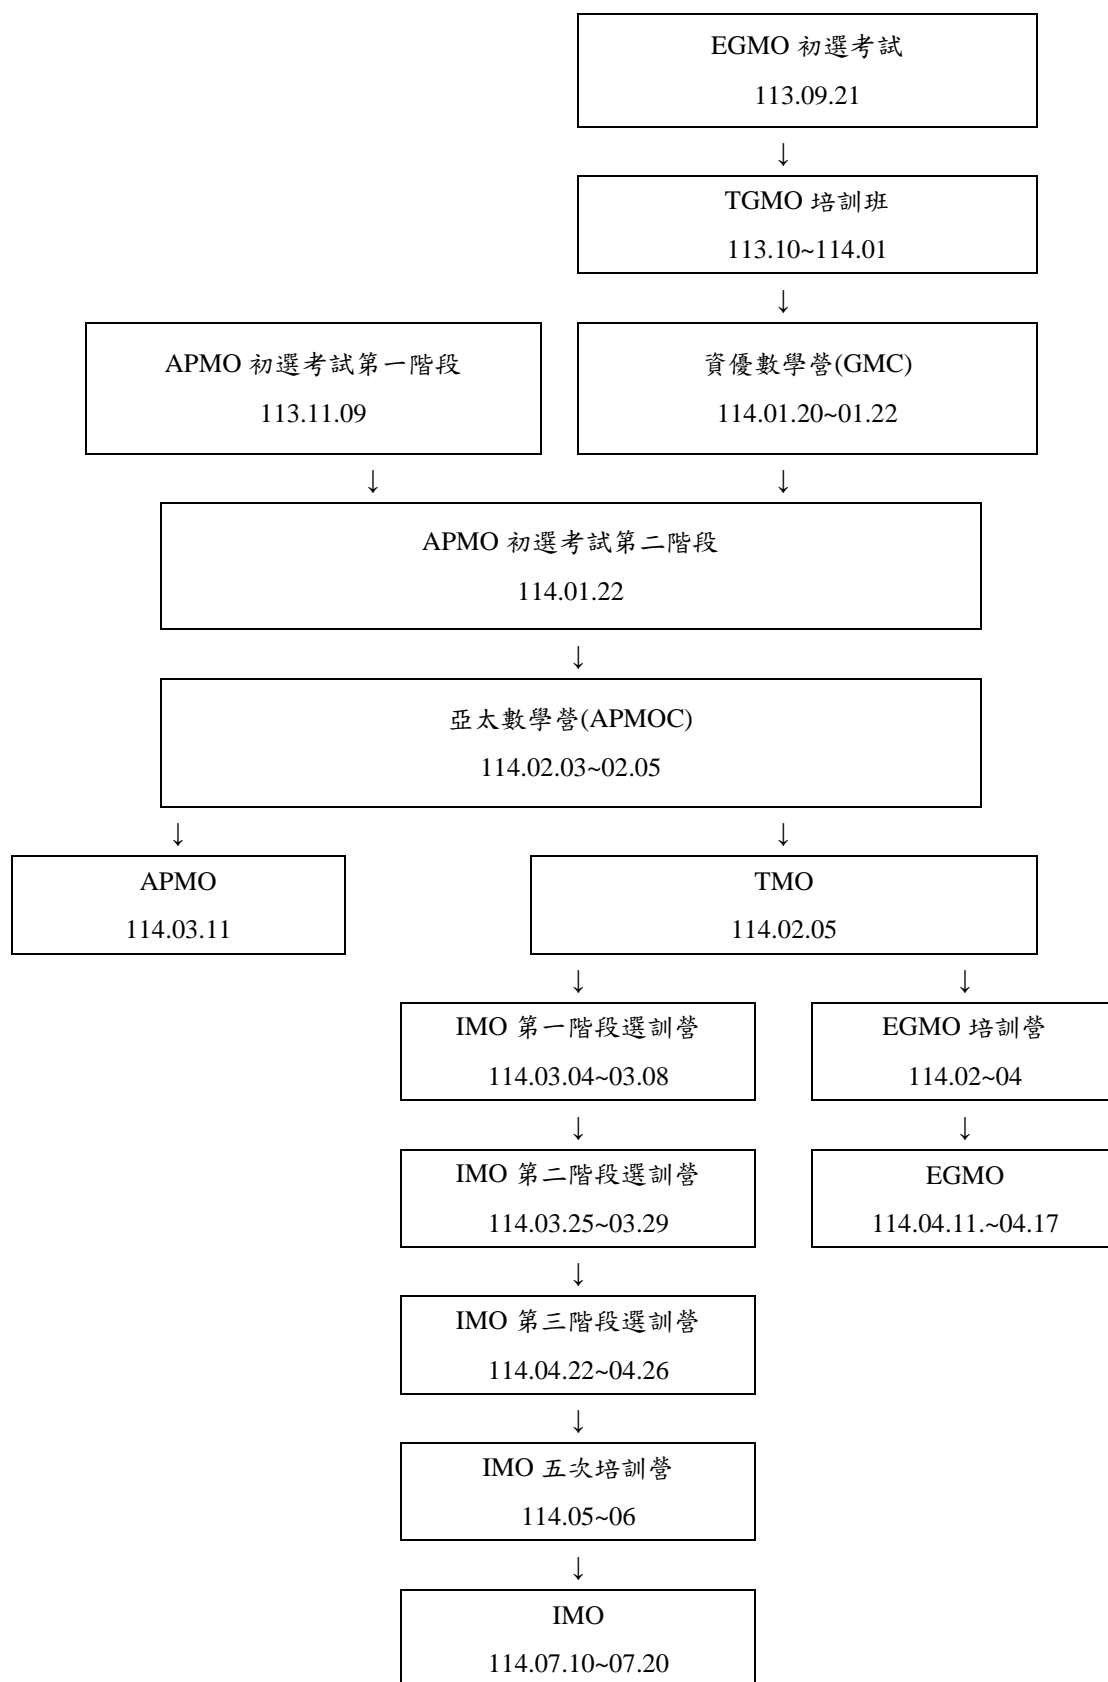 EGMO 初選考試
113.09.21
↓
TGMO 培訓班
113.10~114.01
↓
APMO 初選考試第一階段
113.11.09
資優數學營(GMC)
114.01.20~01.22
↓ ↓
APMO 初選考試第二階段
114.01.22
↓
亞太數學營(APMOC)
114.02.03~02.05
↓ ↓
APMO
114.03.11
TMO
114.02.05
↓ ↓
IMO 第一階段選訓營
114.03.04~03.08
EGMO 培訓營
114.02~04
↓ ↓
IMO 第二階段選訓營
114.03.25~03.29
EGMO
114.04.11.~04.17
↓
IMO 第三階段選訓營
114.04.22~04.26
↓
IMO 五次培訓營
114.05~06
↓
IMO
114.07.10~07.20